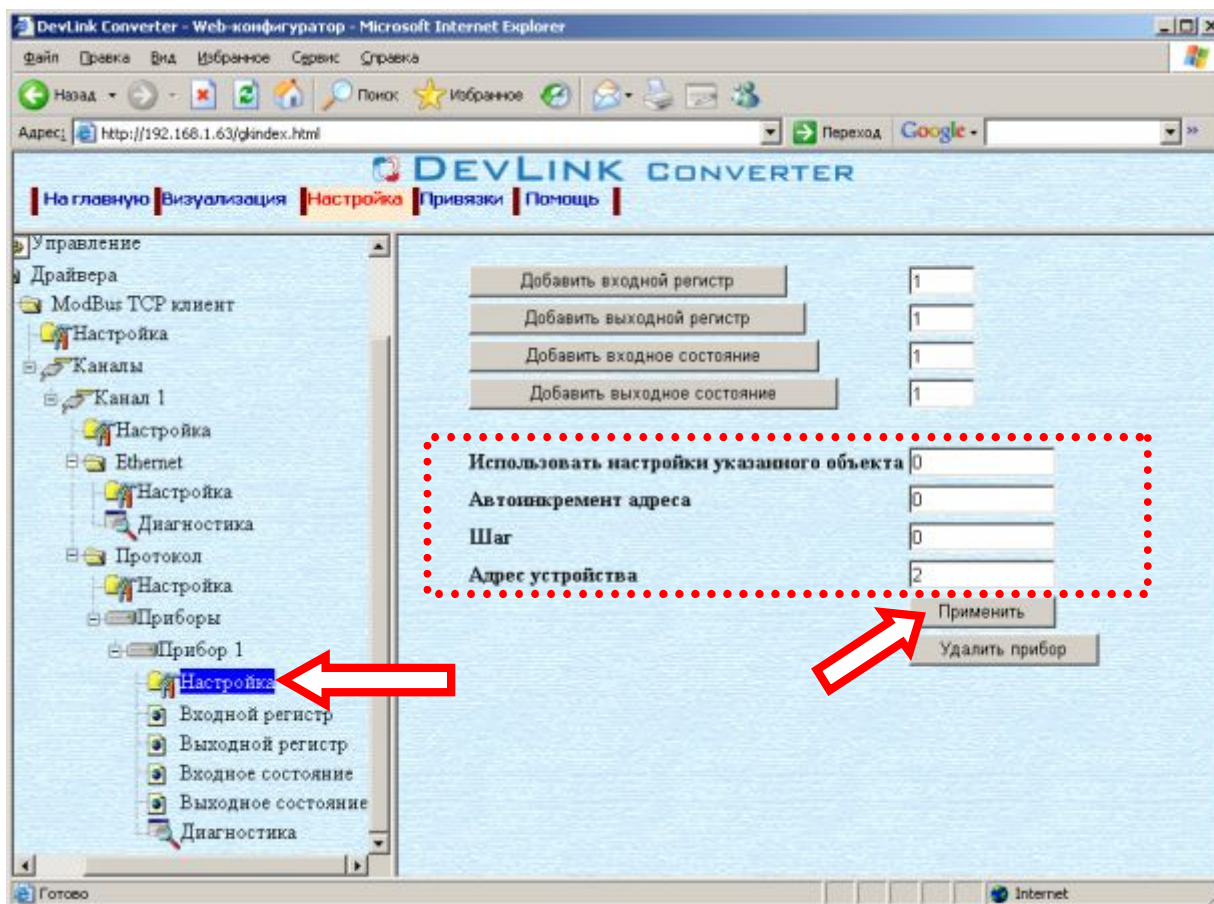 DevLink Converter - Web-конфигуратор - Microsoft Internet Explorer
Файл Правка Вид Избранное Сервис Справка
Назад Поиск Избранное
Адрес: http://192.168.1.63/gkindex.html Переход Google
DEVLINK CONVERTER
На главную Визуализация Настройка Привязки Помощь
Управление
Драйвера
ModBus TCP клиент
Настройка
Каналы
Канал 1
Настройка
Ethernet
Настройка
Диагностика
Протокол
Настройка
Приборы
Прибор 1
Настройка
Входной регистр
Выходной регистр
Входное состояние
Выходное состояние
Диагностика
Добавить входной регистр 1
Добавить выходной регистр 1
Добавить входное состояние 1
Добавить выходное состояние 1
Использовать настройки указанного объекта 0
Автоинкремент адреса 0
Шаг 0
Адрес устройства 2
Применить
Удалить прибор
Готово Internet